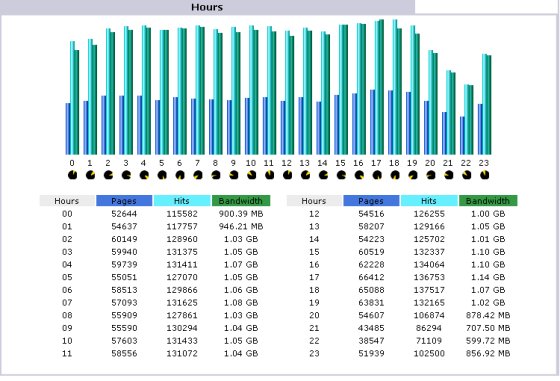 Hours
0 1 2 3 4 5 6 7 8 9 10 11 12 13 14 15 16 17 18 19 20 21 22 23
Hours Pages Hits Bandwidth Hours Pages Hits Bandwidth
00 52644 115582 900.39 MB 12 54516 126255 1.00 GB
01 54637 117757 946.21 MB 13 58207 129166 1.05 GB
02 60149 128960 1.03 GB 14 54223 125702 1.01 GB
03 59940 131375 1.05 GB 15 60519 132337 1.10 GB
04 59739 131411 1.07 GB 16 62228 134064 1.10 GB
05 55051 127070 1.05 GB 17 66412 136753 1.14 GB
06 58513 129866 1.06 GB 18 65088 137517 1.17 GB
07 57093 131625 1.08 GB 19 63831 132165 1.02 GB
08 55909 127861 1.03 GB 20 54607 106874 878.42 MB
09 55590 130294 1.04 GB 21 43485 86294 707.50 MB
10 57603 131433 1.05 GB 22 38547 71109 599.72 MB
11 58556 131072 1.04 GB 23 51939 102500 856.92 MB